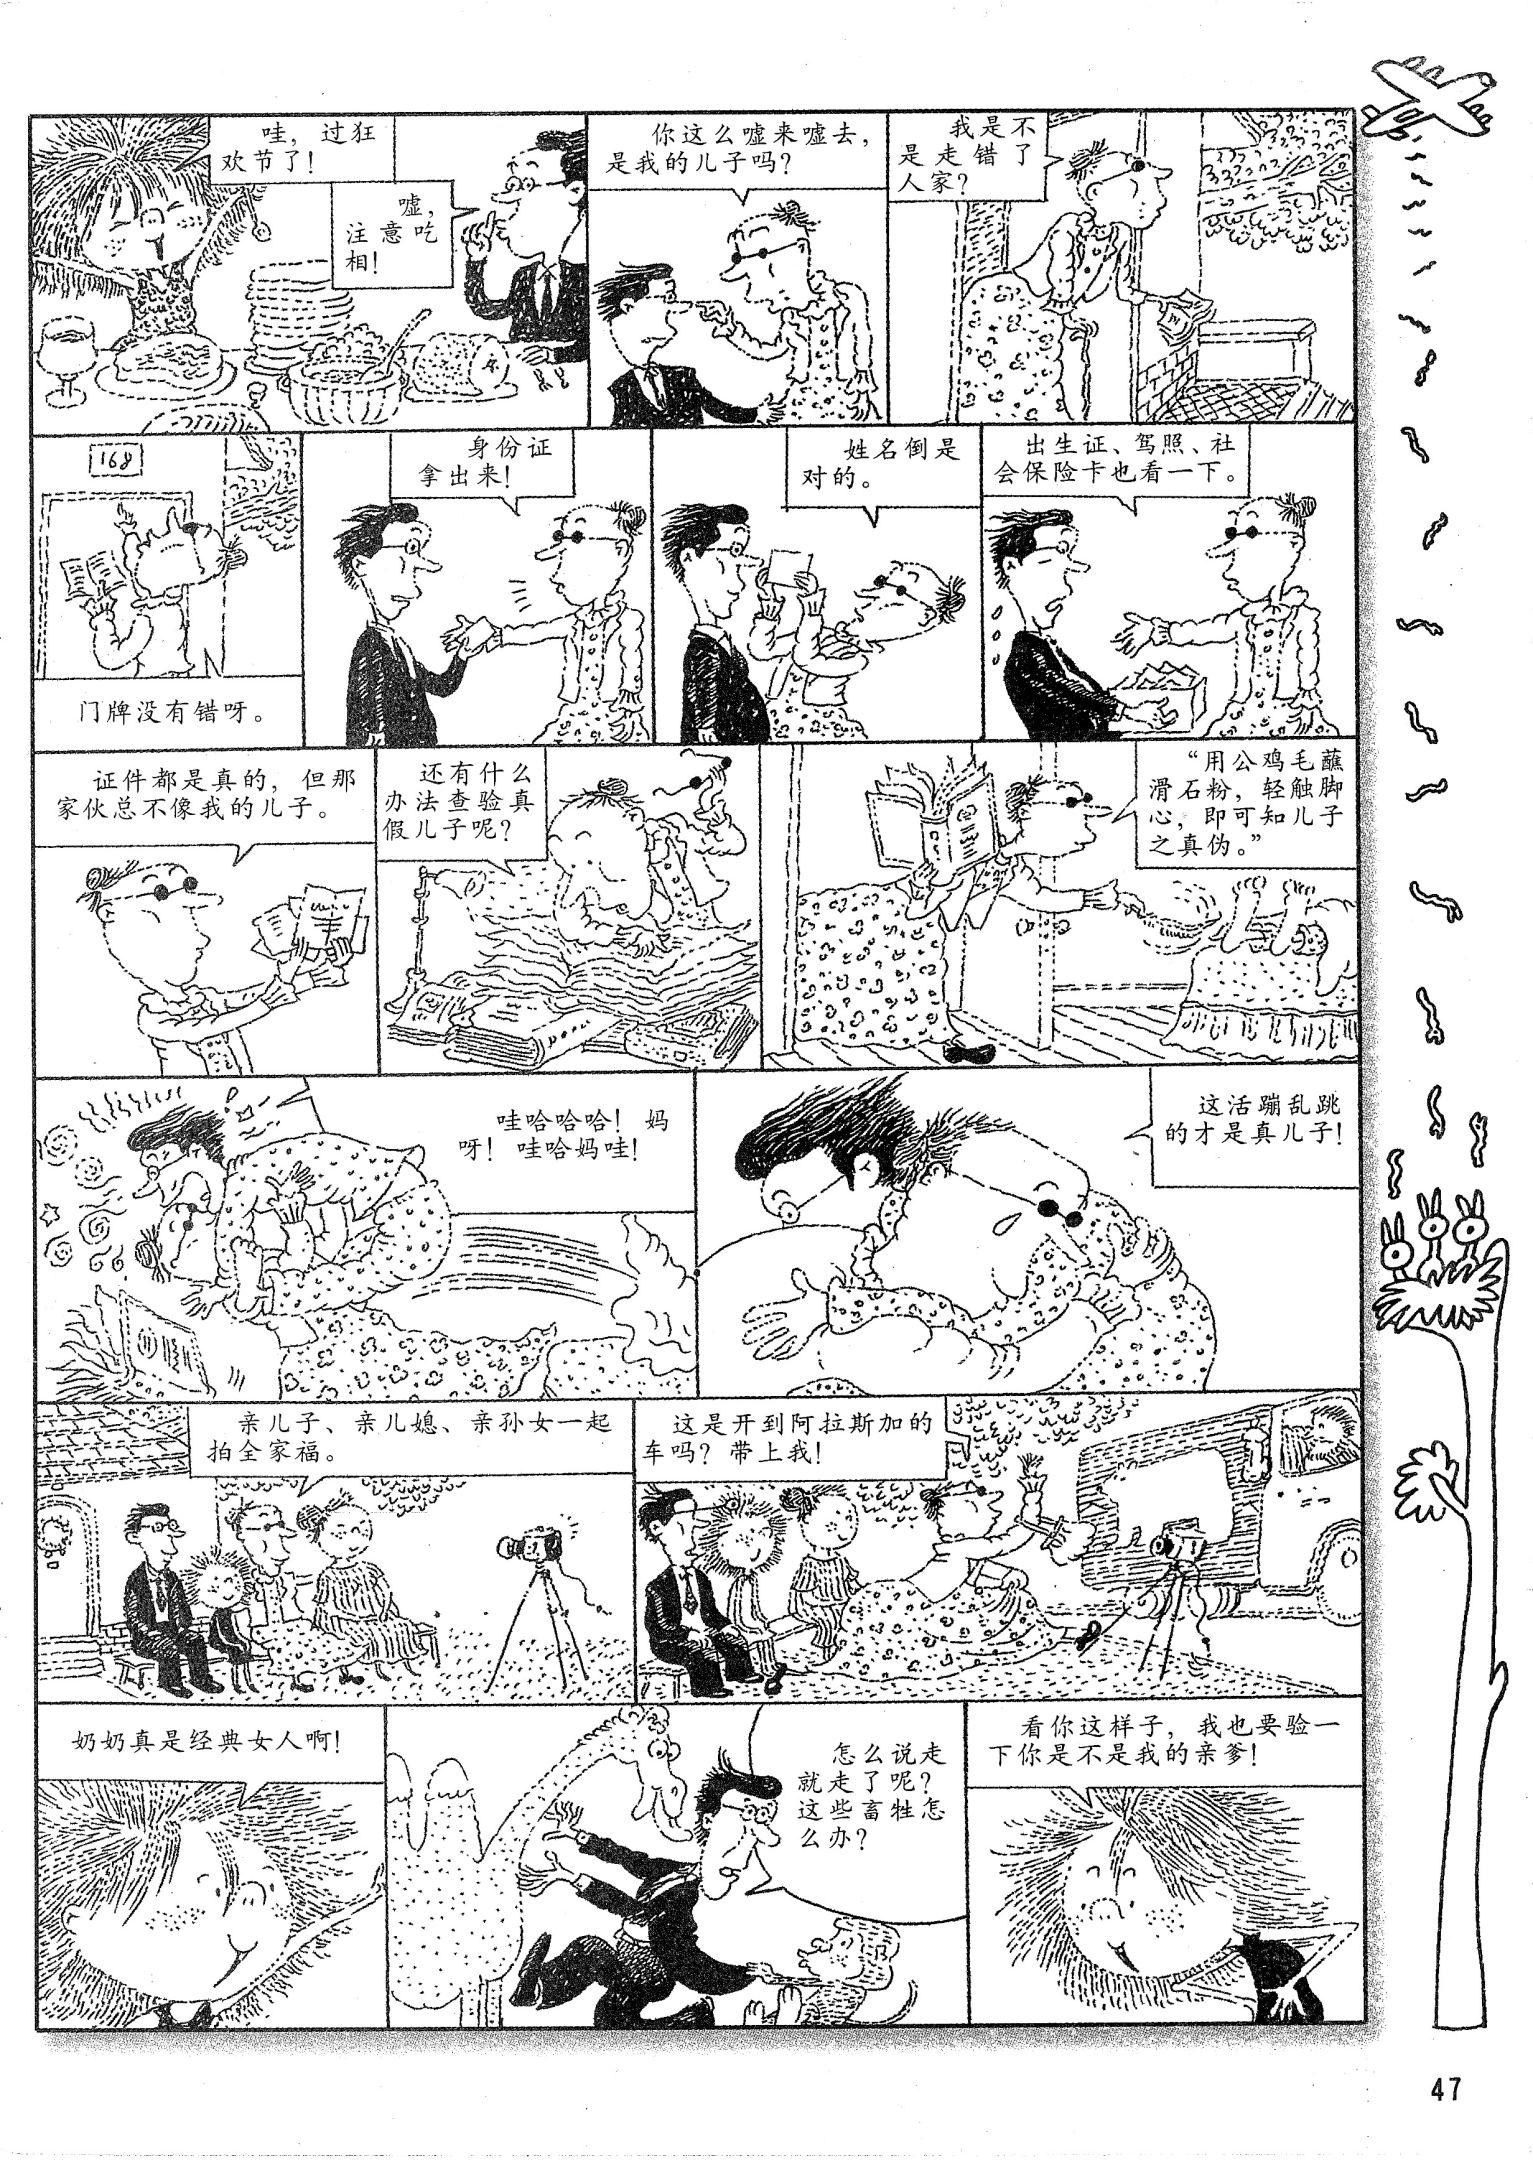 哇，过狂
欢节了！
嘘，
注意吃
相！
你这么嘘来嘘去，
是我的儿子吗？
我是不
是走错了
人家？
168
门牌没有错呀。
身份证
拿出来！
姓名倒是
对的。
出生证、驾照、社
会保险卡也看一下。
证件都是真的，但那
家伙总不像我的儿子。
还有什么
办法查验真
假儿子呢？
“用公鸡毛蘸
滑石粉，轻触脚
心，即可知儿子
之真伪。”
哇哈哈哈！妈
呀！哇哈妈哇！
这活蹦乱跳
的才是真儿子！
亲儿子、亲儿媳、亲孙女一起
拍全家福。
这是开到阿拉斯加的
车吗？带上我！
奶奶真是经典女人啊！
怎么说走
就走了呢？
这些畜牲怎
么办？
看你这样子，我也要验一
下你是不是我的亲爹！
47